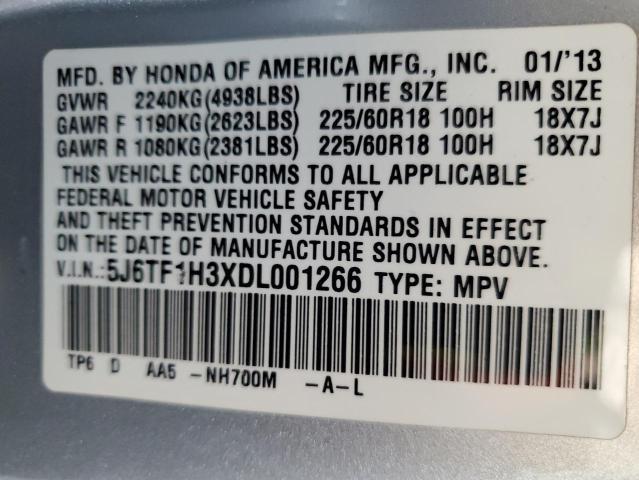 MFD. BY HONDA OF AMERICA MFG., INC. 01/'13
GVWR 2240KG(4938LBS) TIRE SIZE RIM SIZE
GAWR F 1190KG(2623LBS) 225/60R18 100H 18X7J
GAWR R 1080KG(2381LBS) 225/60R18 100H 18X7J
THIS VEHICLE CONFORMS TO ALL APPLICABLE
FEDERAL MOTOR VEHICLE SAFETY
AND THEFT PREVENTION STANDARDS IN EFFECT
ON THE DATE OF MANUFACTURE SHOWN ABOVE.
V.I.N.:5J6TF1H3XDL001266 TYPE: MPV
TP6 D AA5 -NH700M -A-L